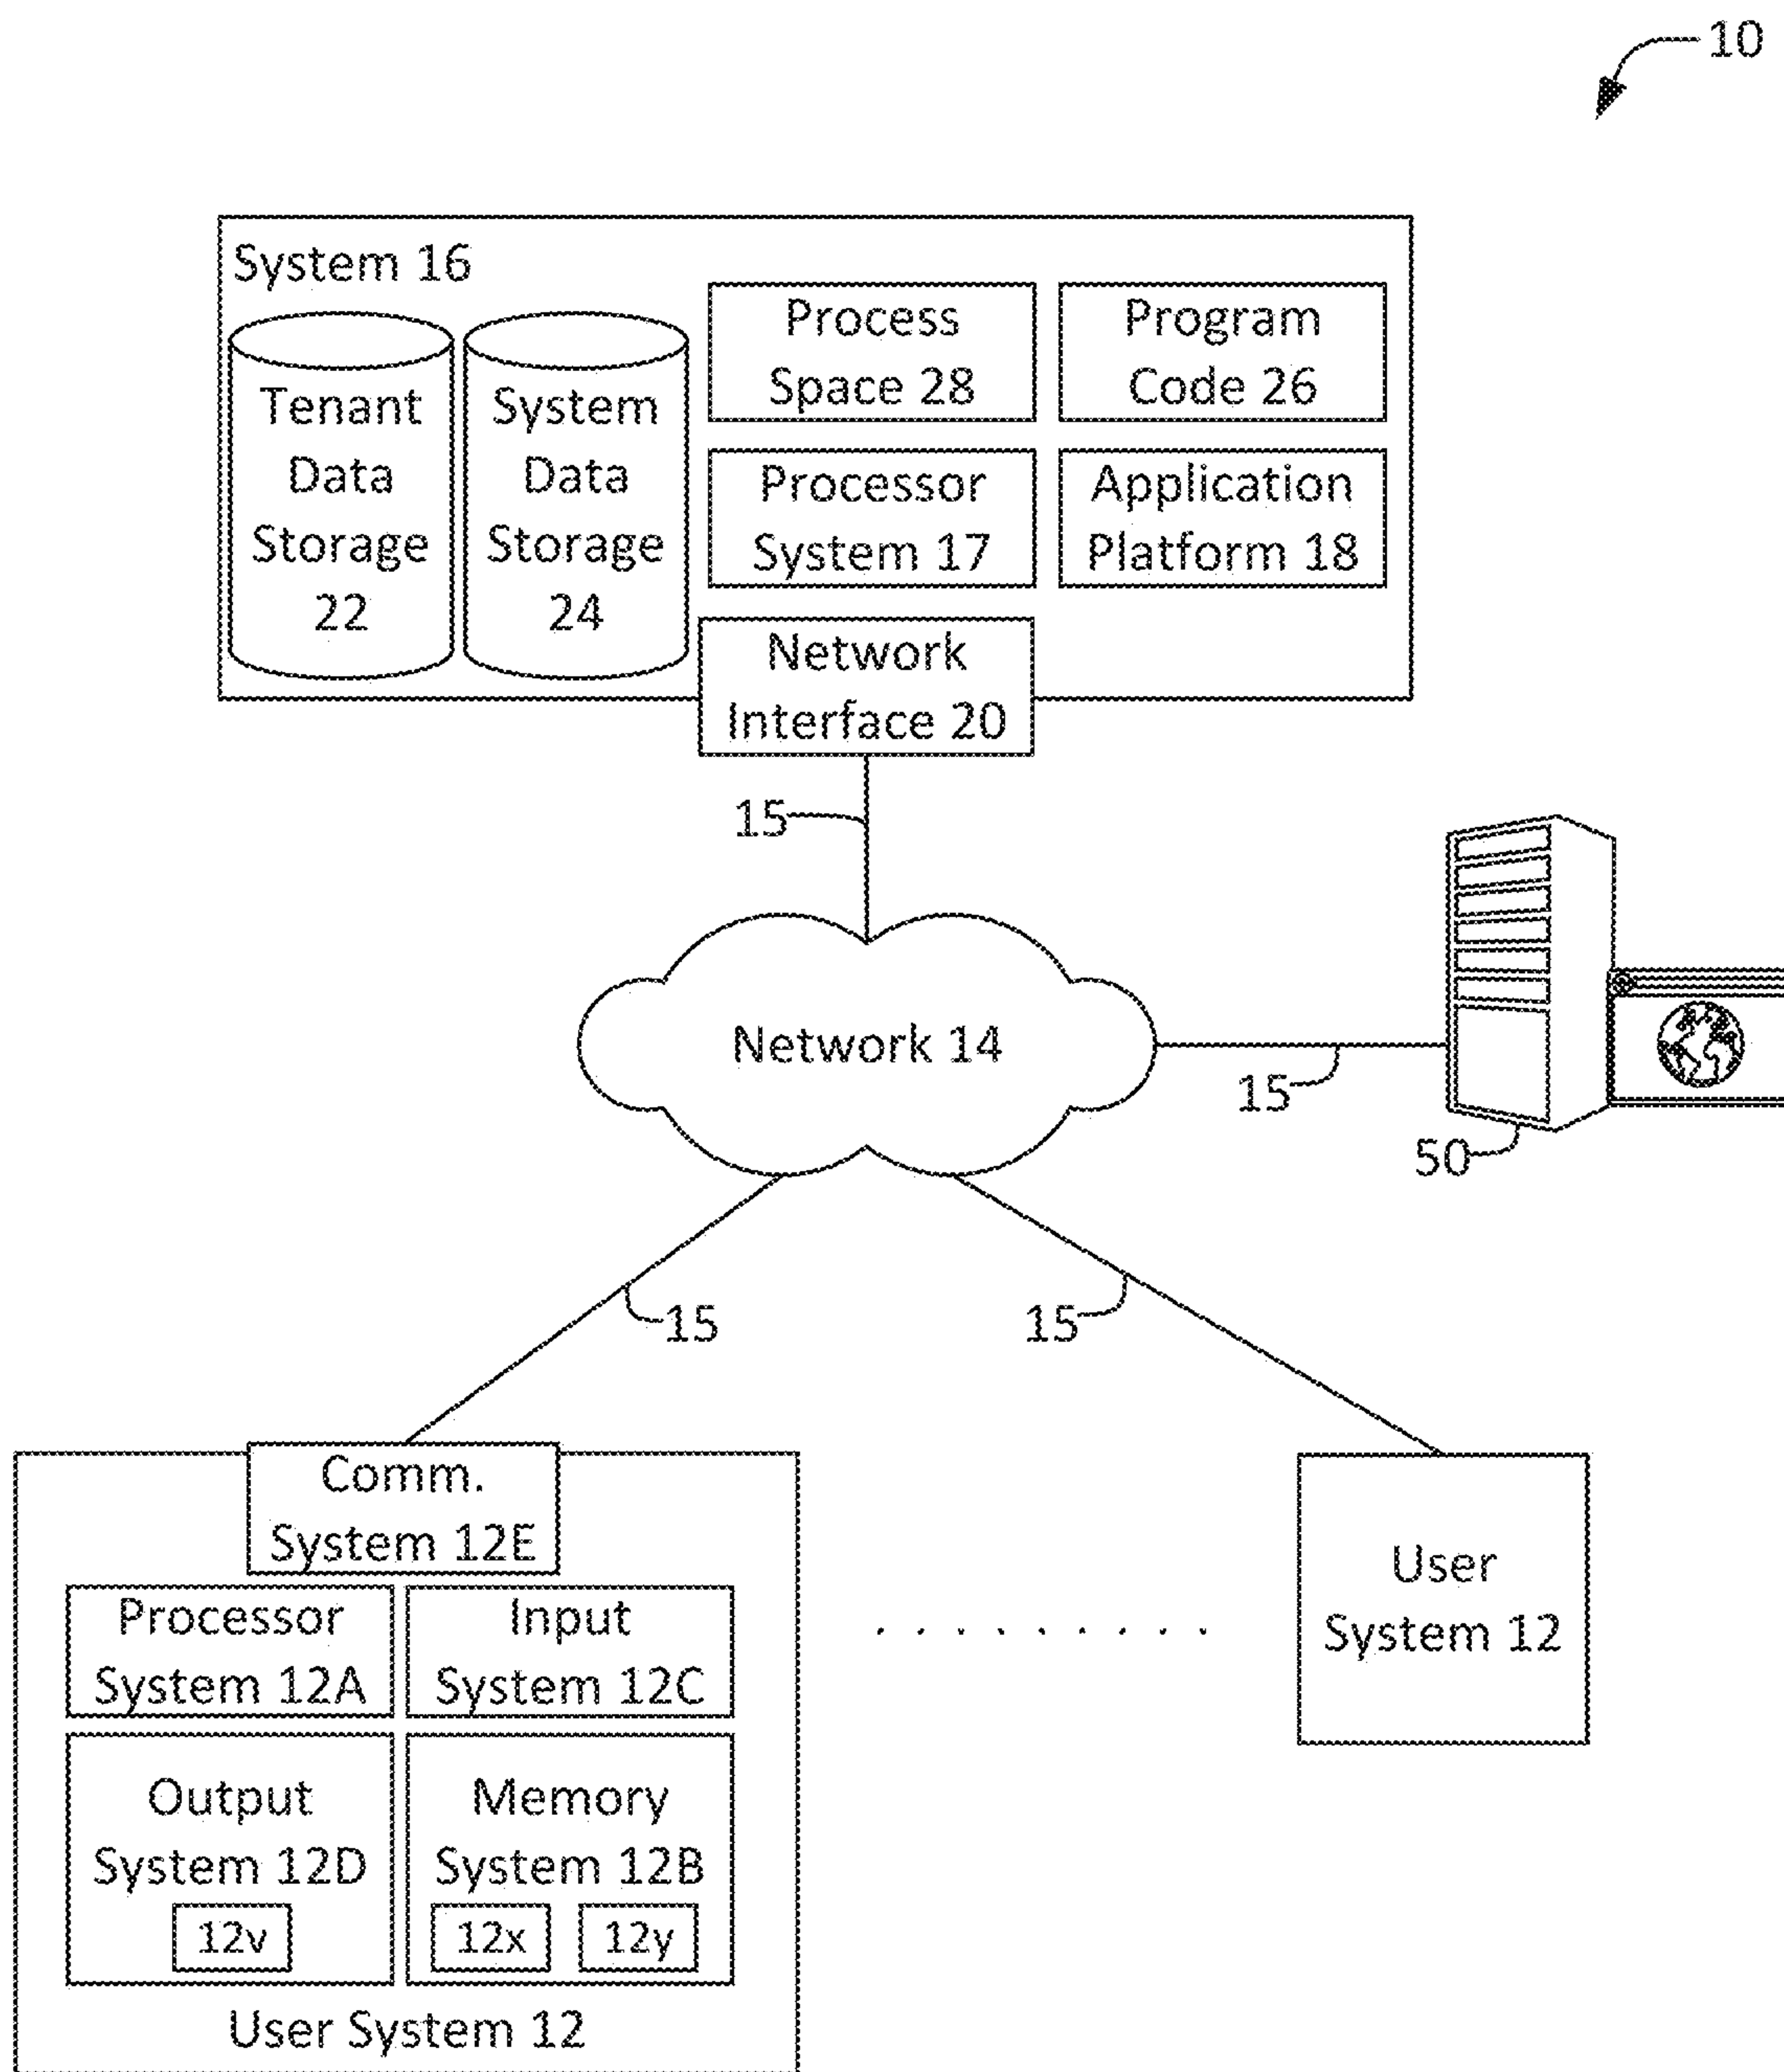 10
System 16
Tenant
Data
Storage
22
System
Data
Storage
24
Process
Space 28
Program
Code 26
Processor
System 17
Application
Platform 18
Network
Interface 20
15
Network 14
15
50
15
15
Comm.
System 12E
Processor
System 12A
Input
System 12C
Output
System 12D
12v
Memory
System 12B
12x
12y
User System 12
User
System 12